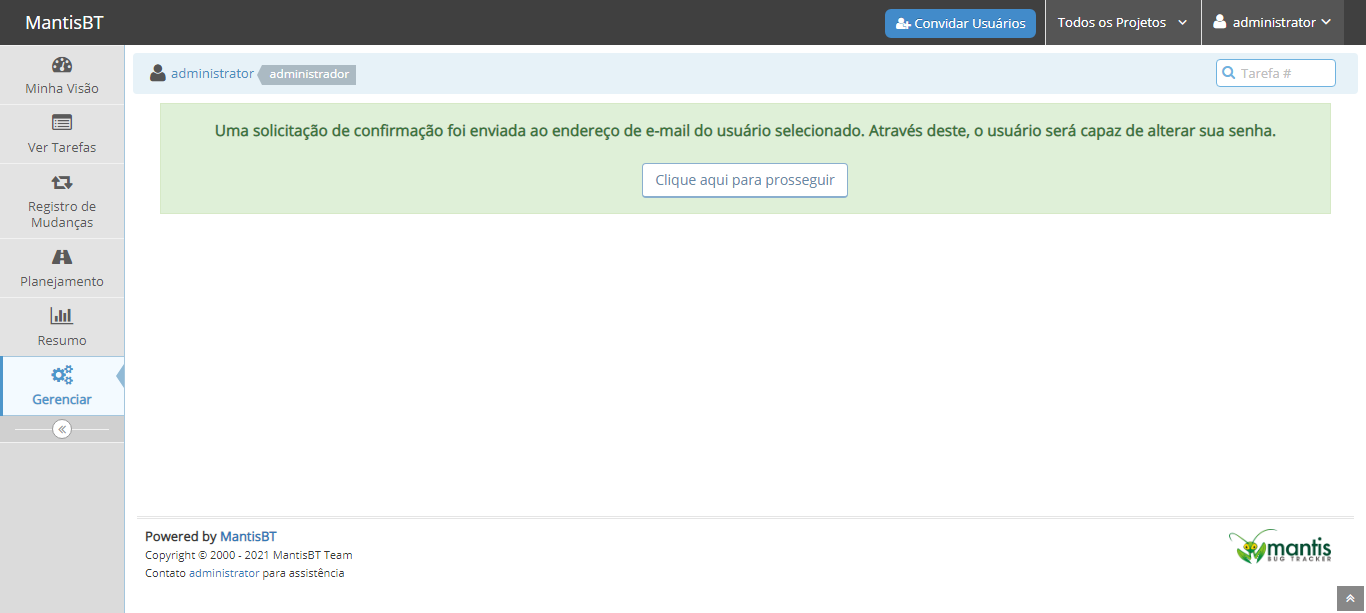 MantisBT
Convidar Usuários
Todos os Projetos
administrator
Minha Visão
Ver Tarefas
Registro de
Mudanças
Planejamento
Resumo
Gerenciar
administrator administrador
Tarefa #
Uma solicitação de confirmação foi enviada ao endereço de e-mail do usuário selecionado. Através deste, o usuário será capaz de alterar sua senha.
Clique aqui para prosseguir
Powered by MantisBT
Copyright © 2000 - 2021 MantisBT Team
Contato administrator para assistência
mantis
BUG TRACKER